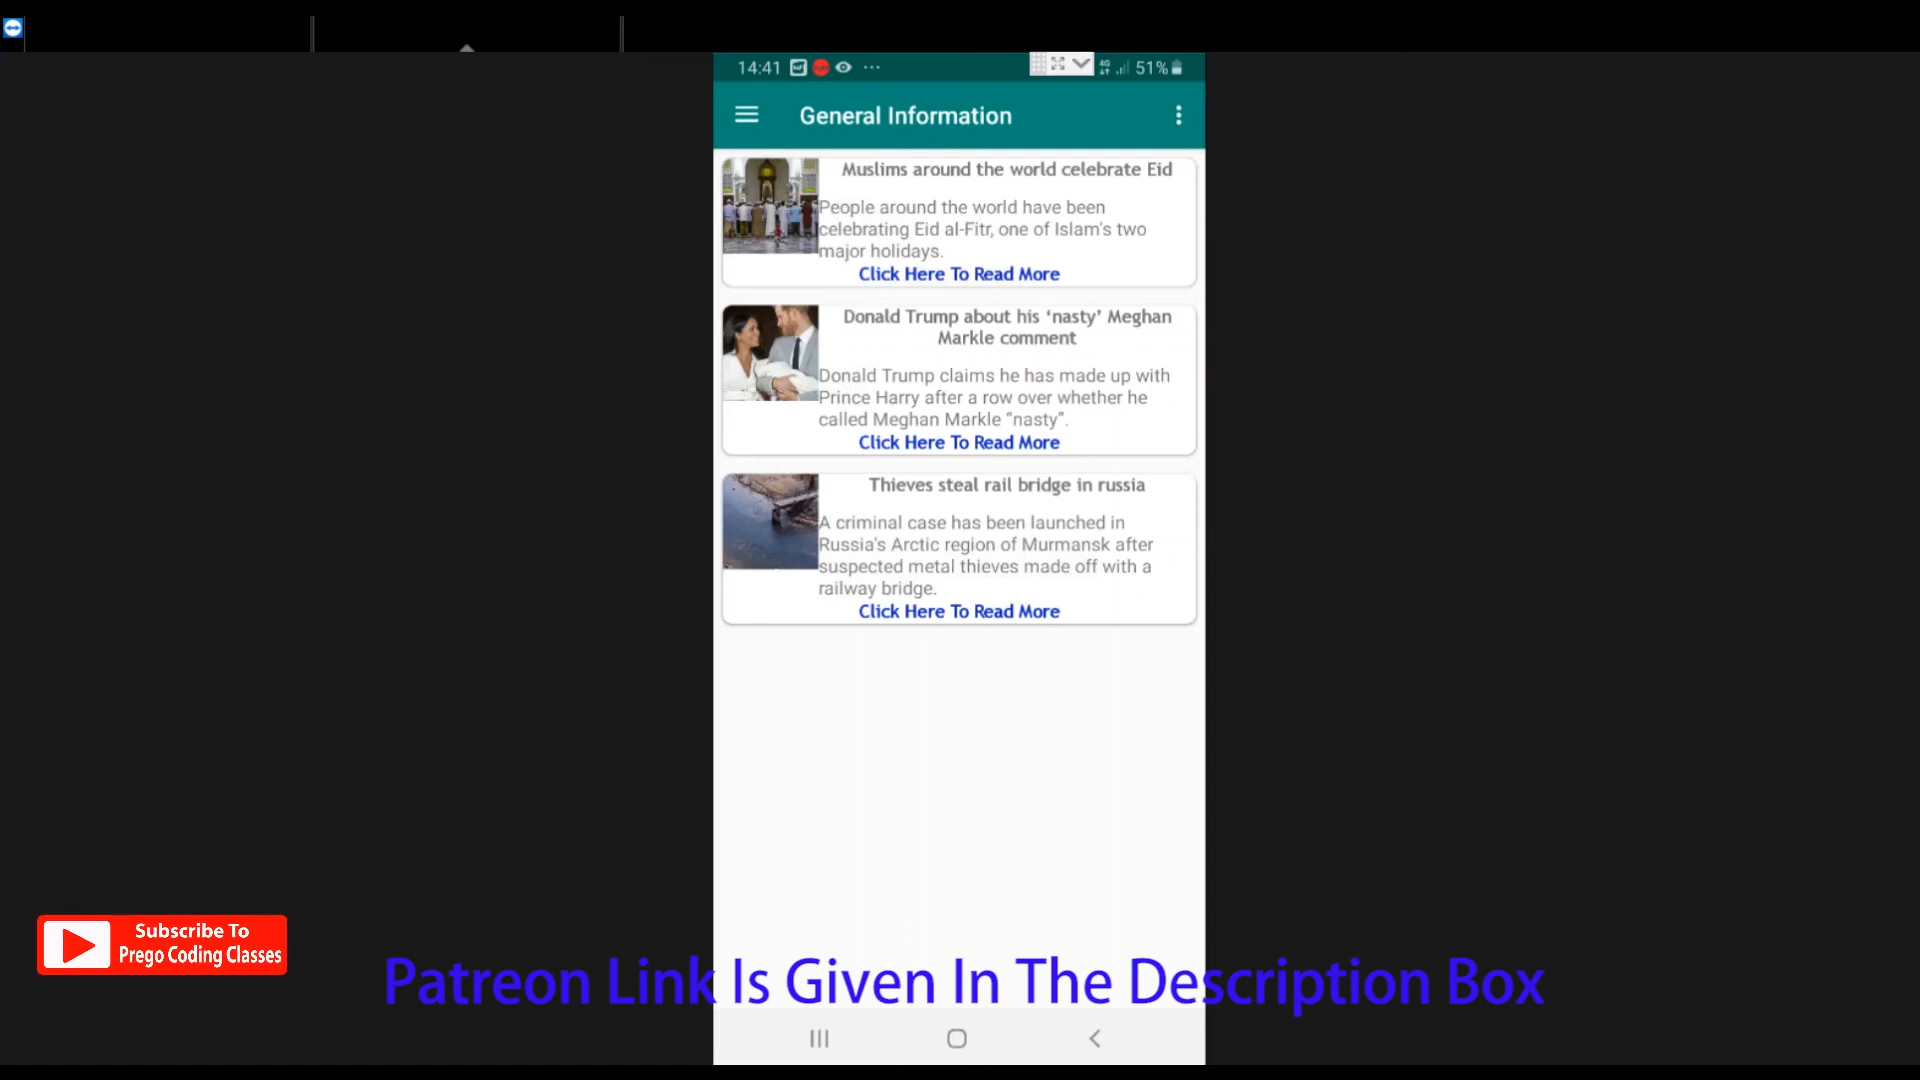 14:41
51%
General Information
Muslims around the world celebrate Eid
People around the world have been
celebrating Eid al-Fitr, one of Islam's two
major holidays.
Click Here To Read More
Donald Trump about his ‘nasty’ Meghan
Markle comment
Donald Trump claims he has made up with
Prince Harry after a row over whether he
called Meghan Markle “nasty”.
Click Here To Read More
Thieves steal rail bridge in russia
A criminal case has been launched in
Russia's Arctic region of Murmansk after
suspected metal thieves made off with a
railway bridge.
Click Here To Read More
Subscribe To
Prego Coding Classes
Patreon Link Is Given In The Description Box